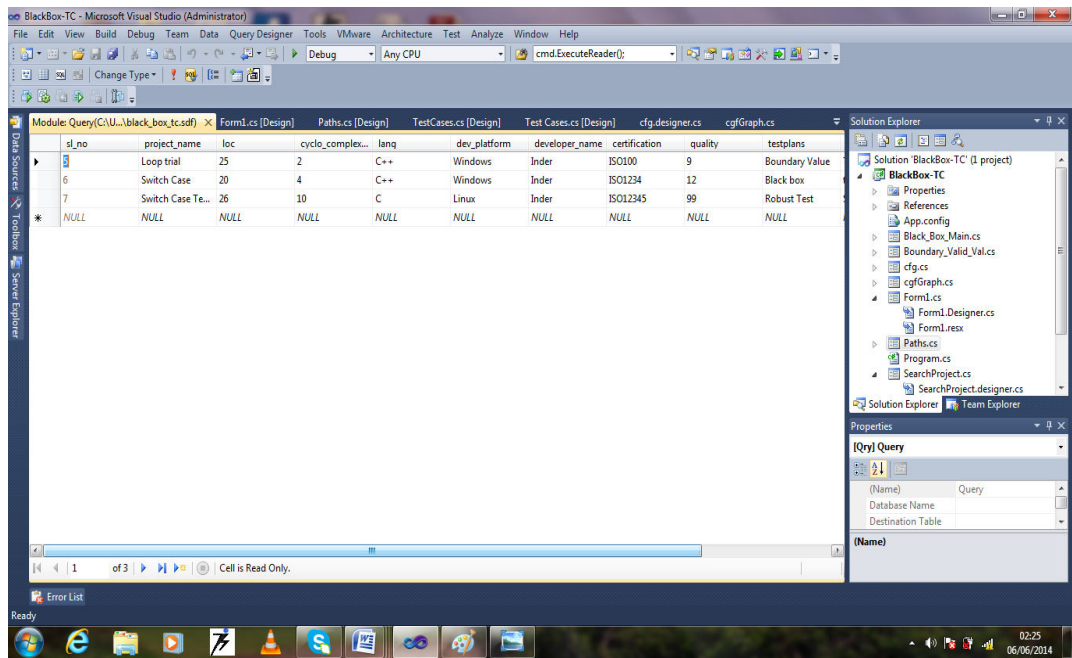 BlackBox-TC - Microsoft Visual Studio (Administrator)
File Edit View Build Debug Team Data Query Designer Tools VMware Architecture Test Analyze Window Help
Debug Any CPU cmd.ExecuteReader();
Change Type
Module: Query(C:\U...\black_box_tc.sdf) Form1.cs [Design] Paths.cs [Design] TestCases.cs [Design] Test Cases.cs [Design] cfg.designer.cs cgfGraph.cs
sl_no project_name loc cyclo_complex... lang dev_platform developer_name certification quality testplans
5 Loop trial 25 2 C++ Windows Inder ISO100 9 Boundary Value
6 Switch Case 20 4 C++ Windows Inder ISO1234 12 Black box
7 Switch Case Te... 26 10 C Linux Inder ISO12345 99 Robust Test
NULL NULL NULL NULL NULL NULL NULL NULL NULL NULL
Data Sources
Toolbox
Server Explorer
1 of 3 Cell is Read Only.
Error List
Ready
Solution Explorer
Solution 'BlackBox-TC' (1 project)
BlackBox-TC
Properties
References
App.config
Black_Box_Main.cs
Boundary_Valid_Val.cs
cfg.cs
cgfGraph.cs
Form1.cs
Form1.Designer.cs
Form1.resx
Paths.cs
Program.cs
SearchProject.cs
SearchProject.designer.cs
Solution Explorer Team Explorer
Properties
[Qry] Query
(Name) Query
Database Name
Destination Table
(Name)
02:25
06/06/2014